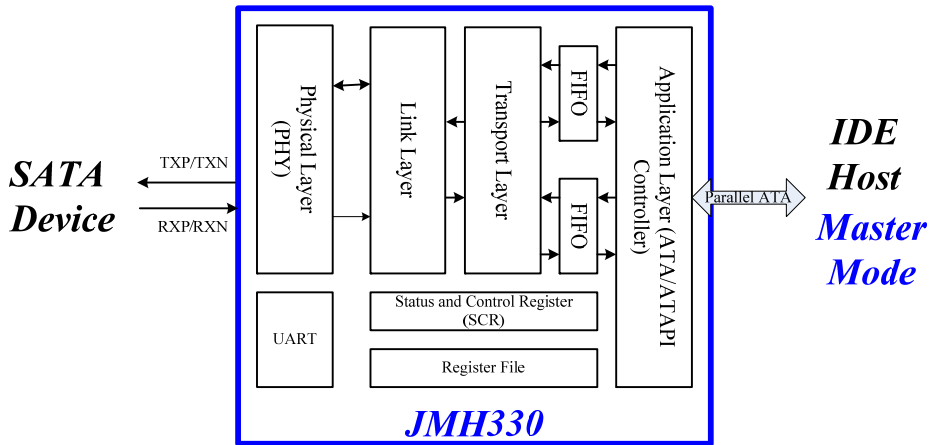 SATA
Device
TXP/TXN
RXP/RXN
Physical Layer
(PHY)
Link Layer
Transport Layer
FIFO
FIFO
Application Layer (ATA/ATAPI
Controller)
UART
Status and Control Register
(SCR)
Register File
JMH330
Parallel ATA
IDE
Host
Master
Mode